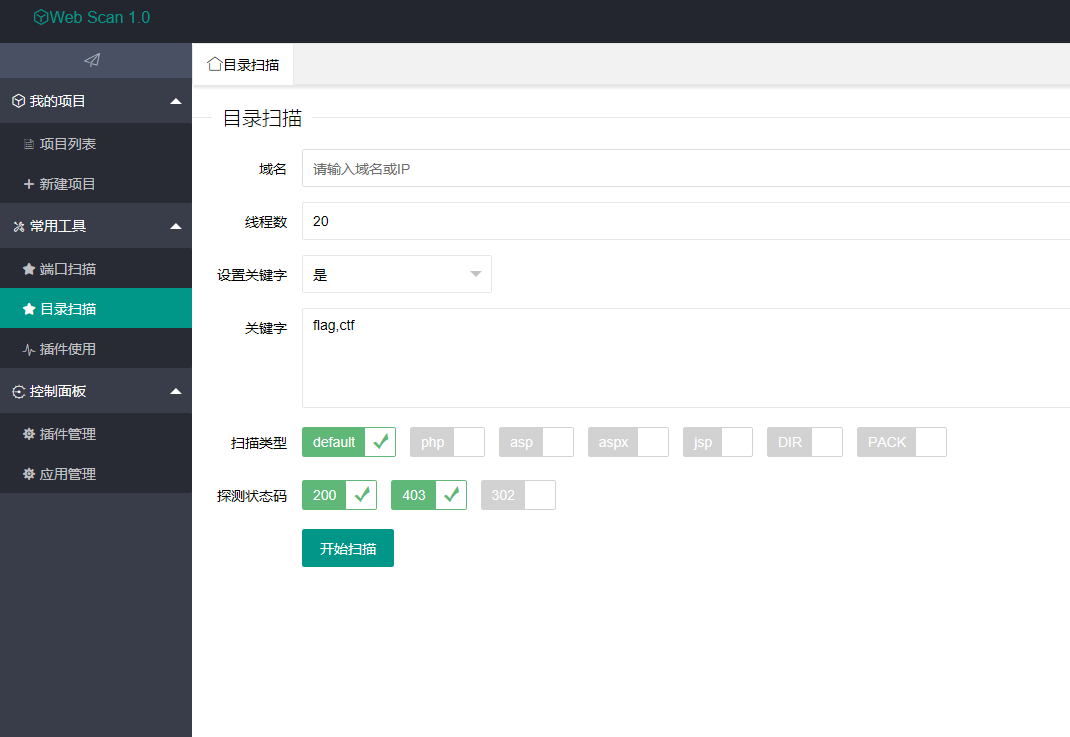 Web Scan 1.0
目录扫描
我的项目
项目列表
新建项目
常用工具
端口扫描
目录扫描
插件使用
控制面板
插件管理
应用管理
目录扫描
域名 请输入域名或IP
线程数 20
设置关键字 是
关键字 flag,ctf
扫描类型 default php asp aspx jsp DIR PACK
探测状态码 200 403 302
开始扫描